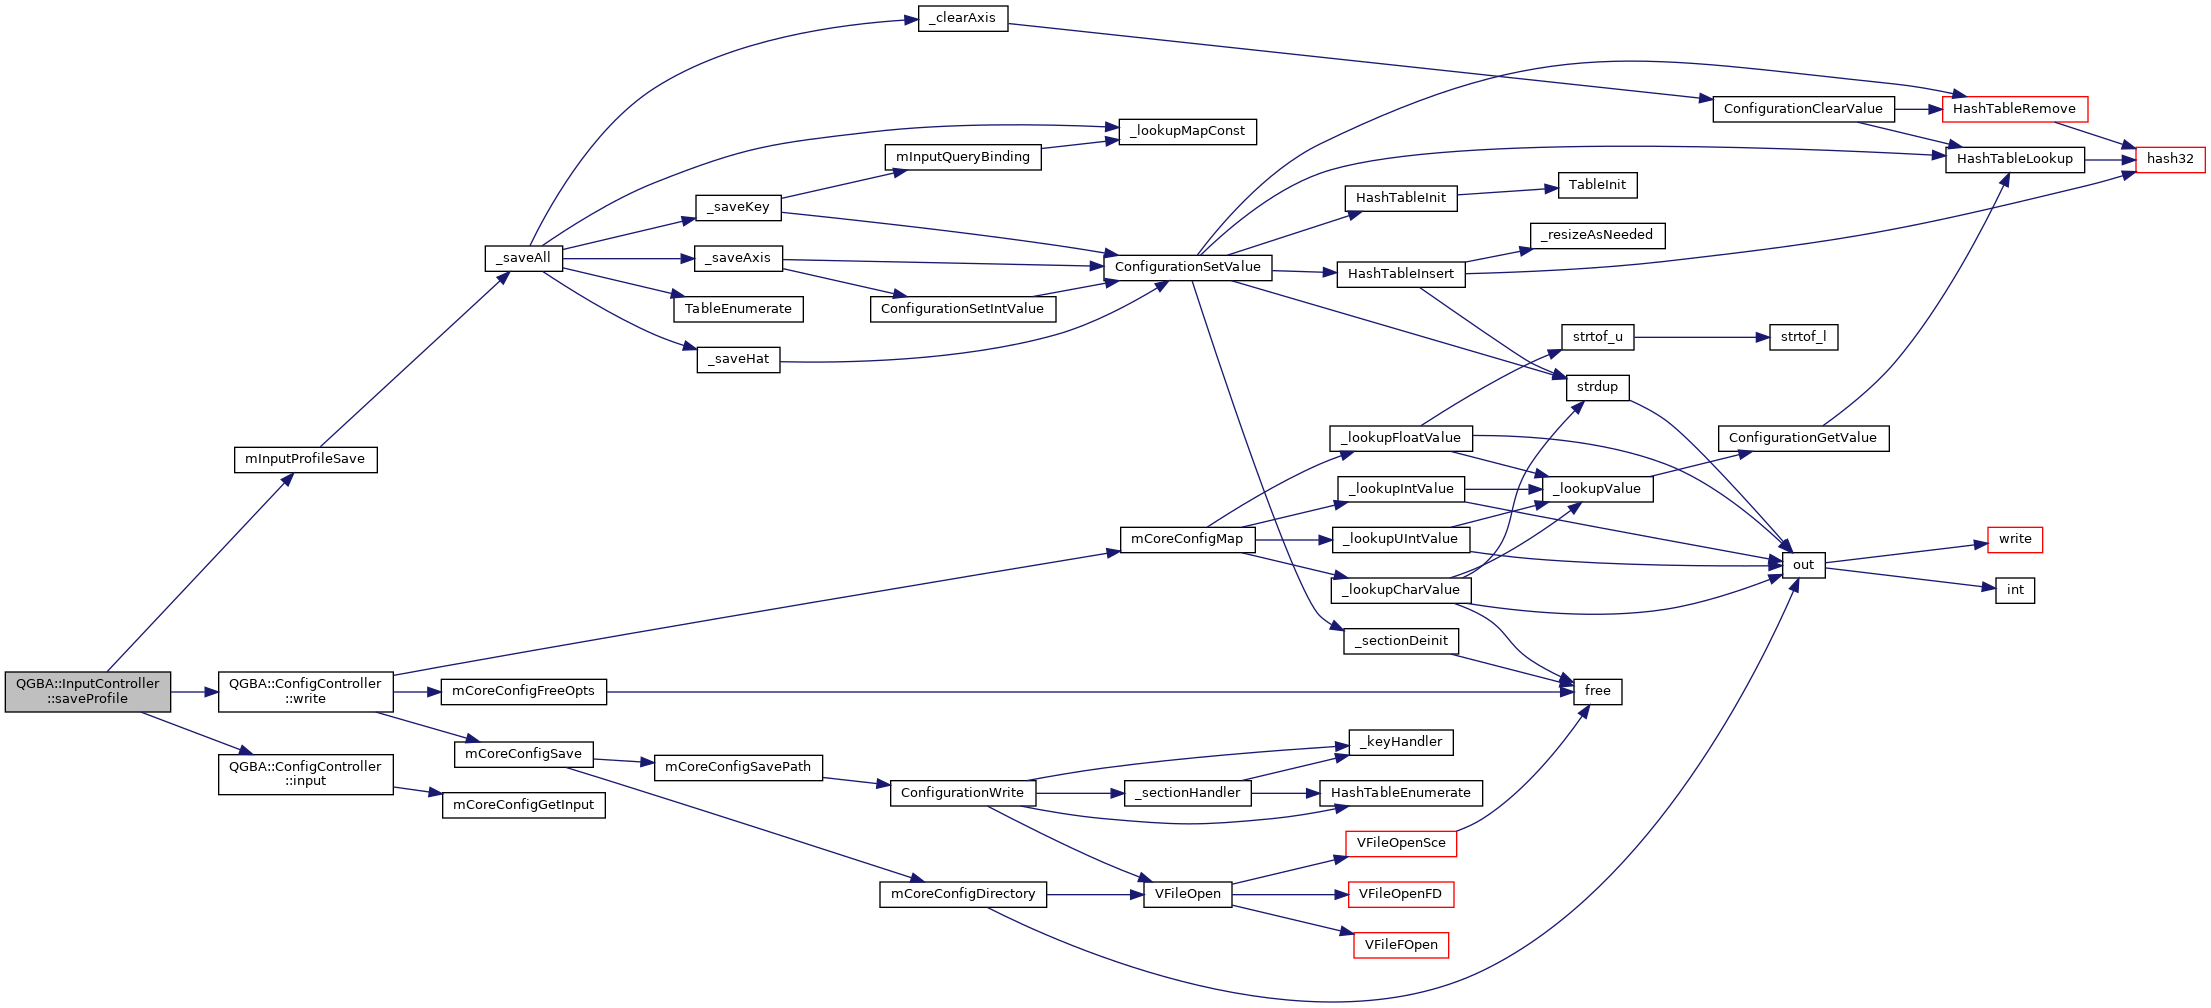 _clearAxis
ConfigurationClearValue
HashTableRemove
_lookupMapConst
mInputQueryBinding
HashTableLookup
hash32
TableInit
HashTableInit
_saveKey
_resizeAsNeeded
_saveAll
_saveAxis
ConfigurationSetValue
HashTableInsert
TableEnumerate
ConfigurationSetIntValue
strtof_u
strtof_l
_saveHat
strdup
_lookupFloatValue
ConfigurationGetValue
mInputProfileSave
_lookupIntValue
_lookupValue
mCoreConfigMap
_lookupUIntValue
write
out
_lookupCharValue
int
_sectionDeinit
QGBA::InputController
::saveProfile
QGBA::ConfigController
::write
mCoreConfigFreeOpts
free
_keyHandler
mCoreConfigSave
mCoreConfigSavePath
QGBA::ConfigController
::input
ConfigurationWrite
_sectionHandler
HashTableEnumerate
mCoreConfigGetInput
VFileOpenSce
mCoreConfigDirectory
VFileOpen
VFileOpenFD
VFileFOpen